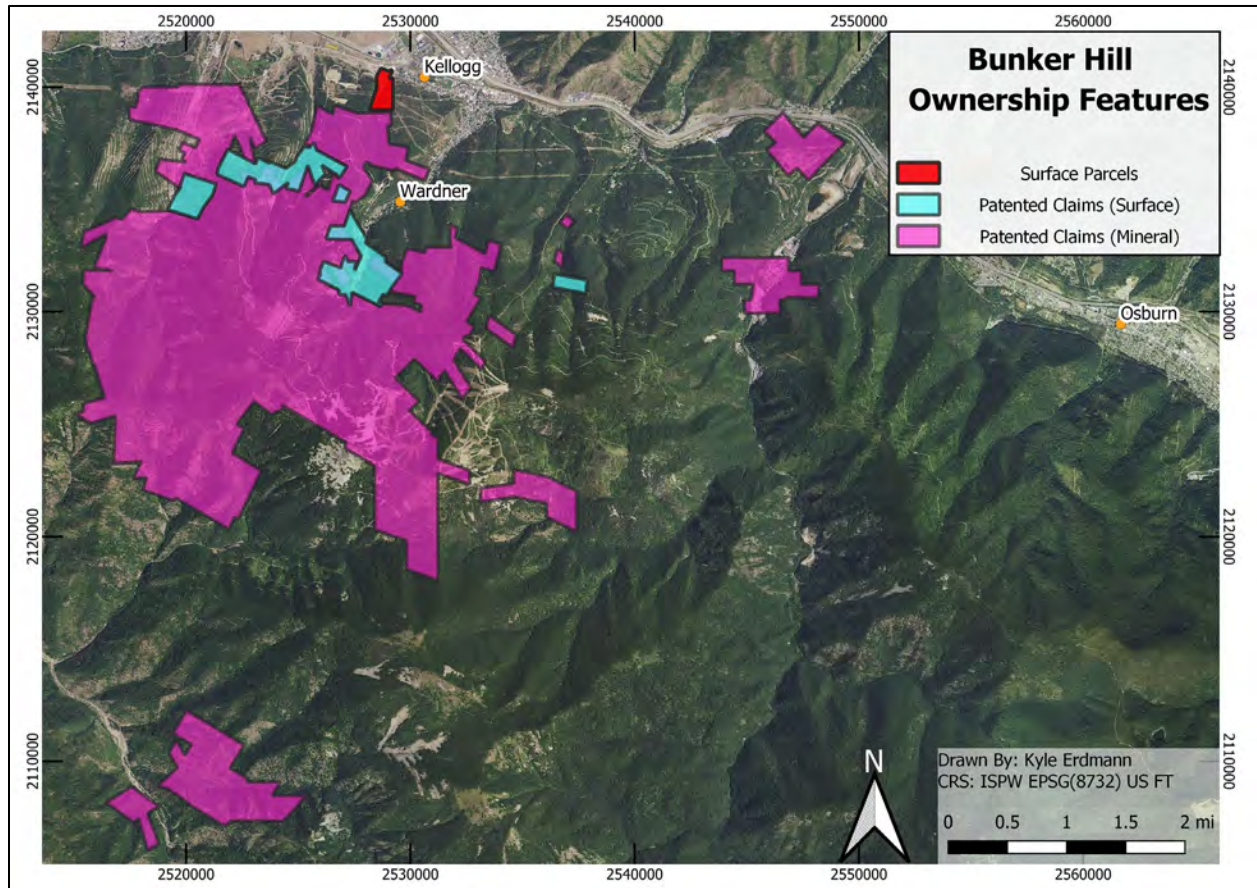 2520000
2530000
2540000
2550000
2560000
Bunker Hill
Ownership Features
Surface Parcels
Patented Claims (Surface)
Patented Claims (Mineral)
Kellogg
Wardner
Osburn
2140000
2130000
2120000
2110000
2140000
2130000
2120000
2110000
N
Drawn By: Kyle Erdmann
CRS: ISPW EPSG(8732) US FT
0 0.5 1 1.5 2 mi
2520000
2530000
2540000
2550000
2560000